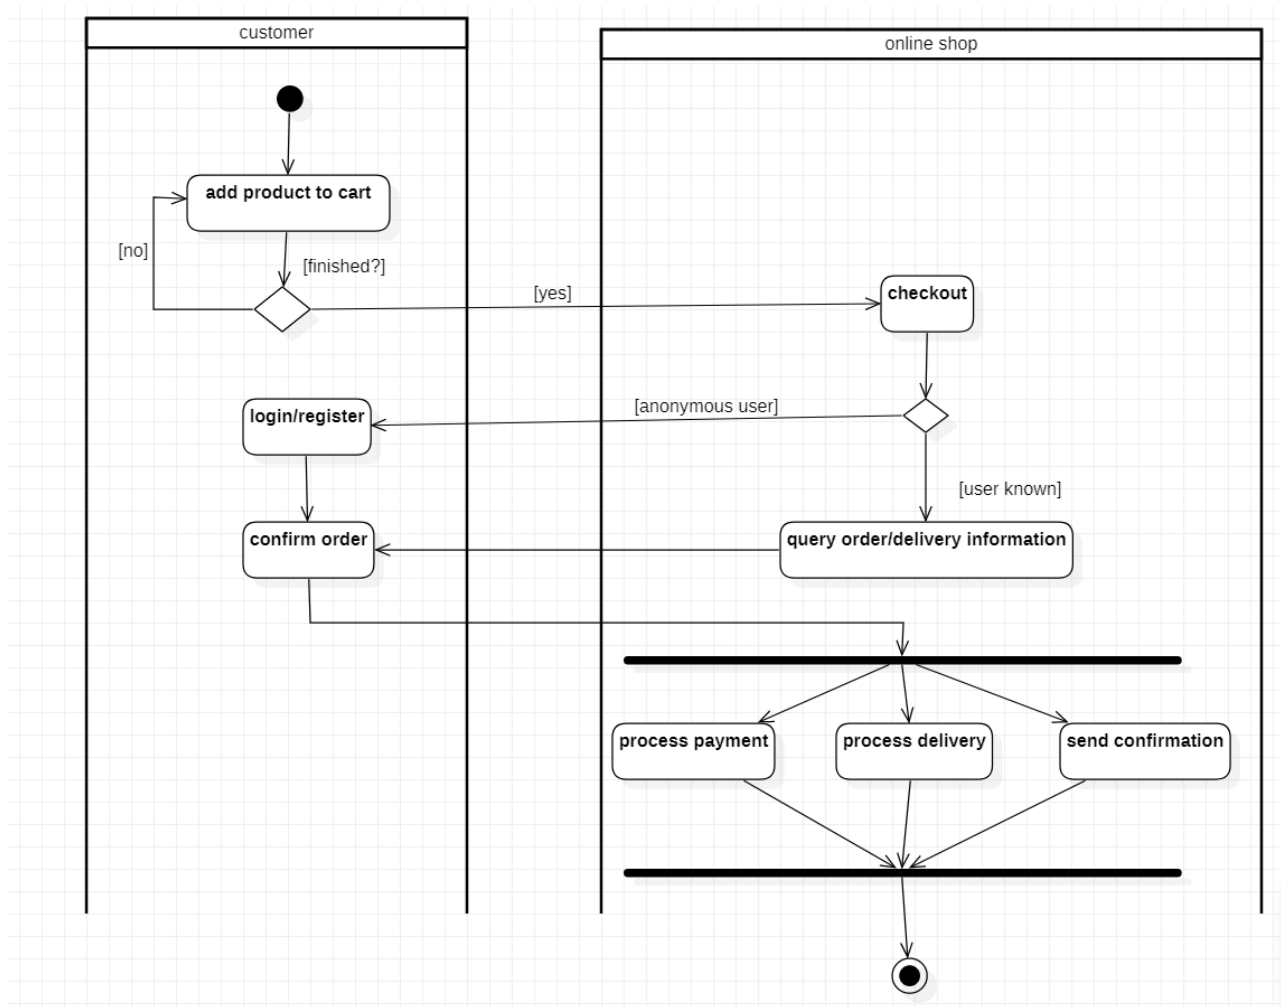 customer
online shop
add product to cart
[no]
[finished?]
[yes]
checkout
[anonymous user]
login/register
[user known]
confirm order
query order/delivery information
process payment
process delivery
send confirmation